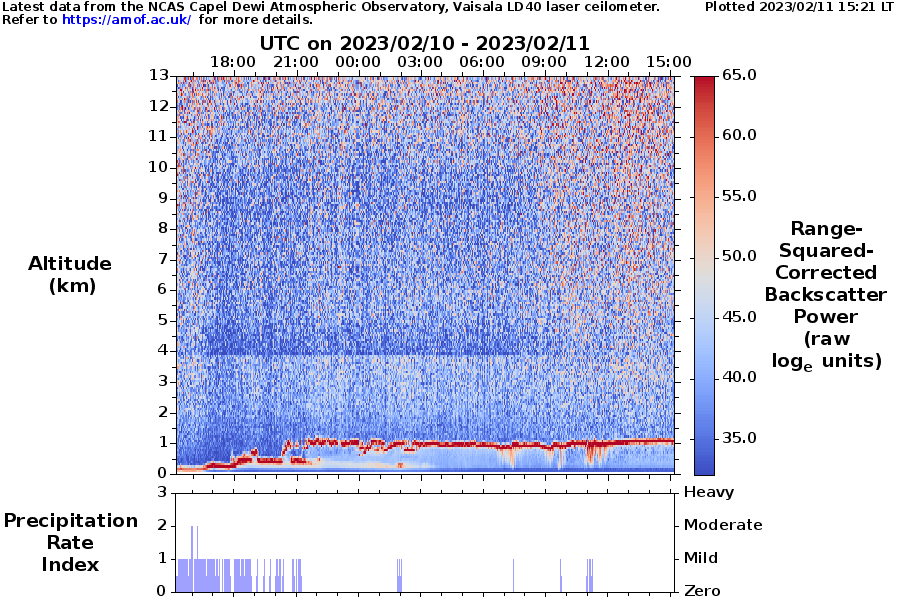 Latest data from the NCAS Capel Dewi Atmospheric Observatory, Vaisala LD40 laser ceilometer.
Plotted 2023/02/11 15:21 LT
Refer to https://amof.ac.uk/ for more details.
UTC on 2023/02/10 - 2023/02/11
18:00 21:00 00:00 03:00 06:00 09:00 12:00 15:00
13
12
11
10
9
8
7
6
5
4
3
2
1
0
Altitude
(km)
65.0
60.0
55.0
50.0
45.0
40.0
35.0
Range-
Squared-
Corrected
Backscatter
Power
(raw
logₑ units)
3
2
1
0
Precipitation
Rate
Index
Heavy
Moderate
Mild
Zero